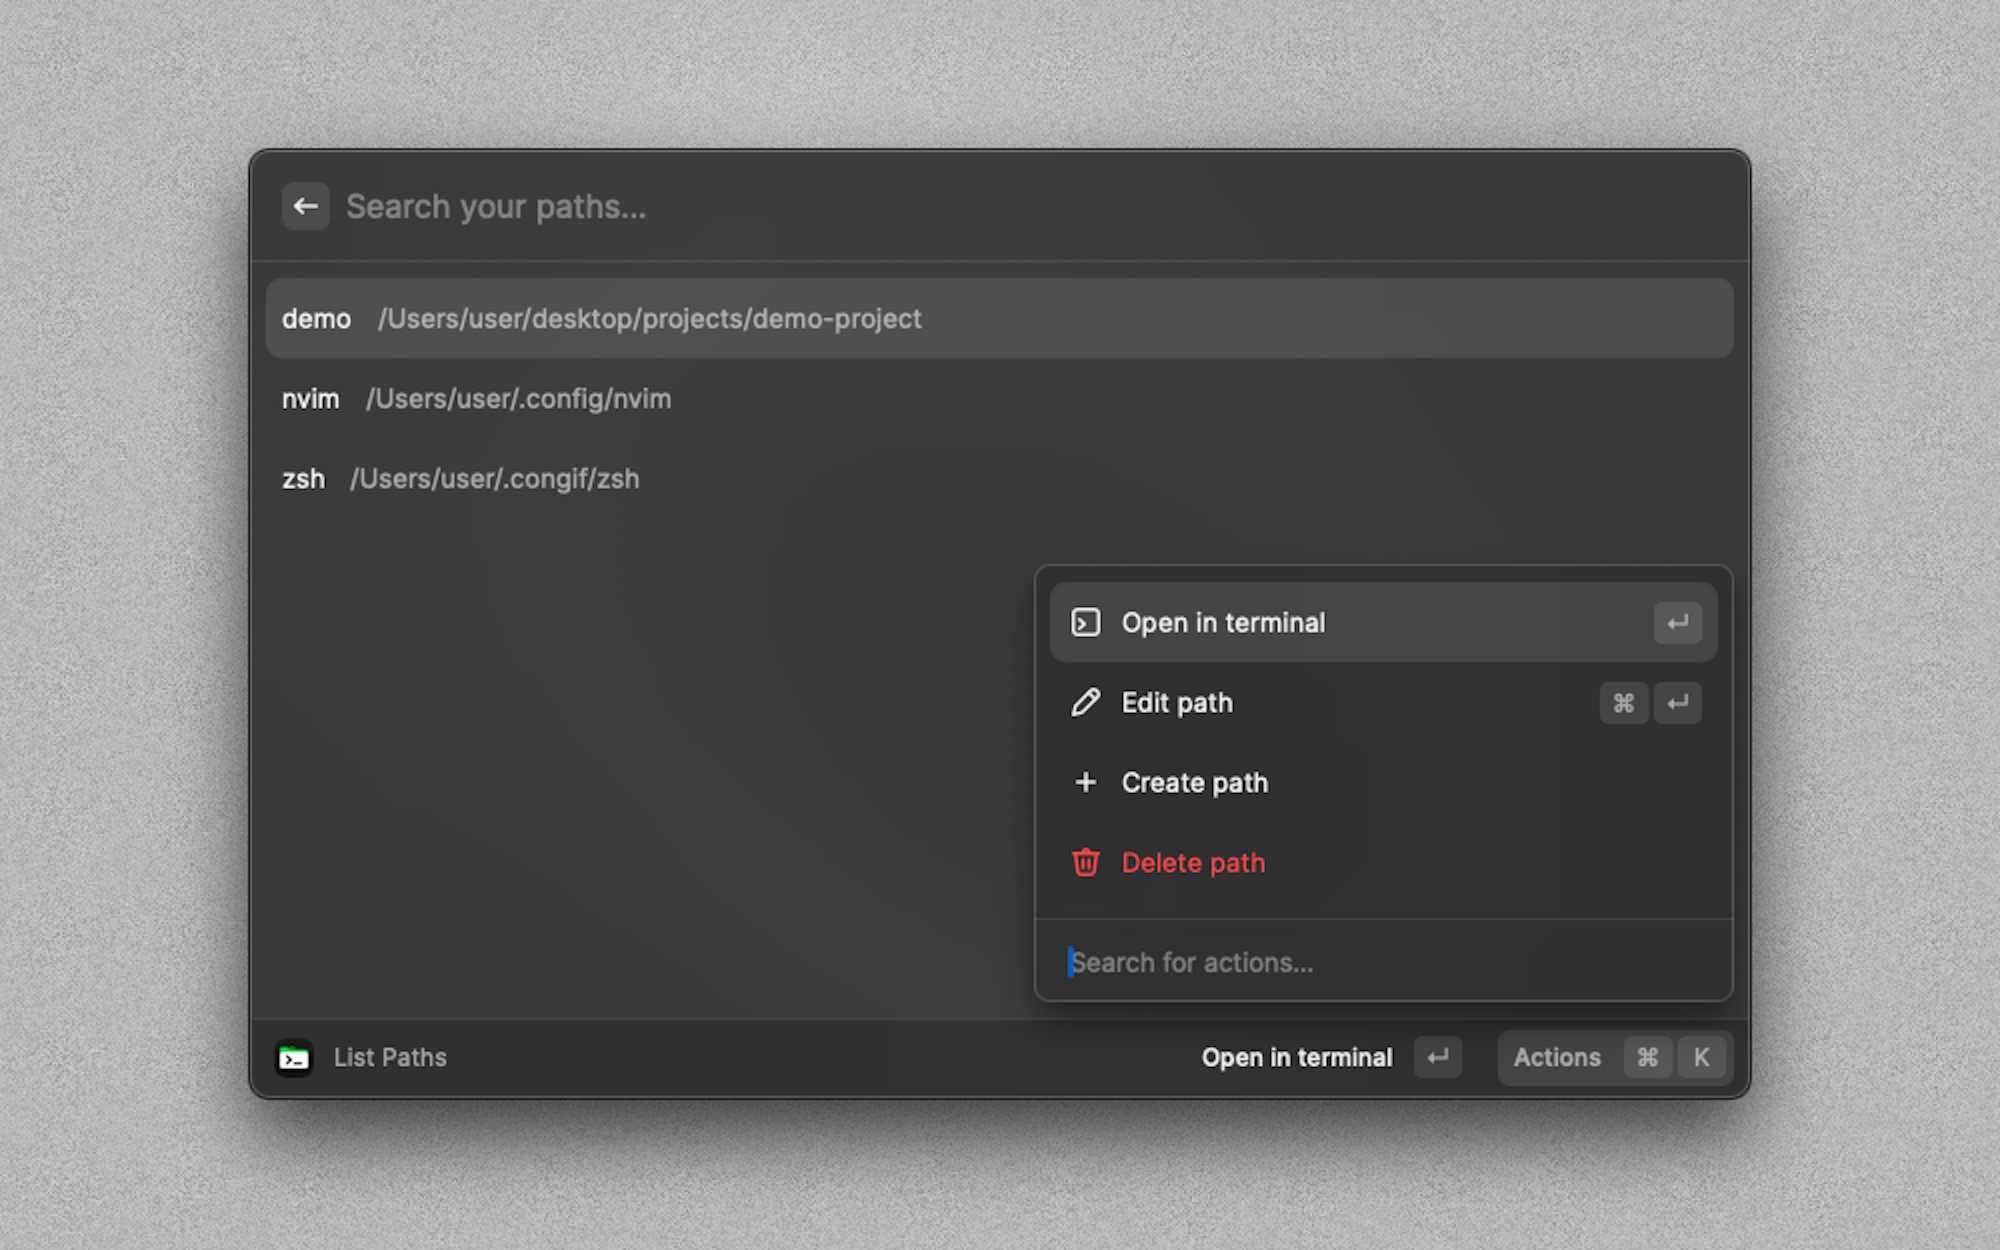 Search your paths...
demo /Users/user/desktop/projects/demo-project
nvim /Users/user/.config/nvim
zsh /Users/user/.congif/zsh
Open in terminal ↵
Edit path ⌘ ↵
+ Create path
Delete path
Search for actions...
List Paths Open in terminal ↵ Actions ⌘ K